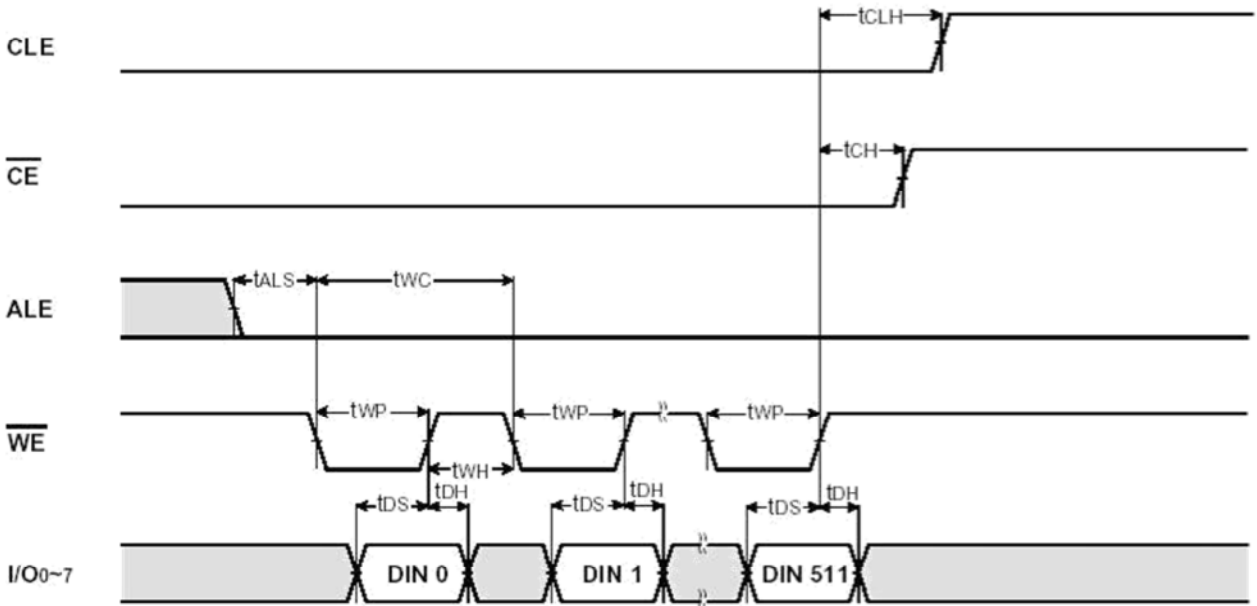 CLE
tCLH
CE
tCH
ALE
tALS
tWC
WE
tWP
tWP
tWP
tWH
tDS
tDH
tDS
tDH
tDS
tDH
I/O0~7
DIN 0
DIN 1
DIN 511